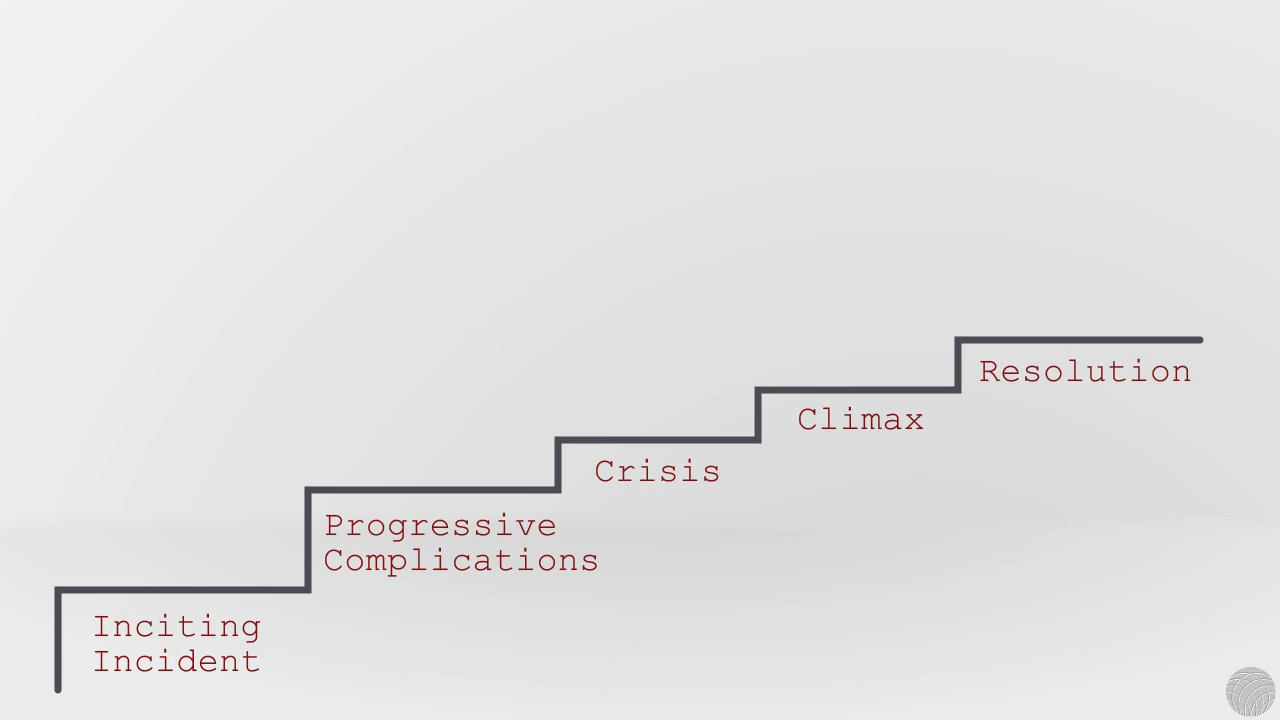 Inciting
Incident
Progressive
Complications
Crisis
Climax
Resolution